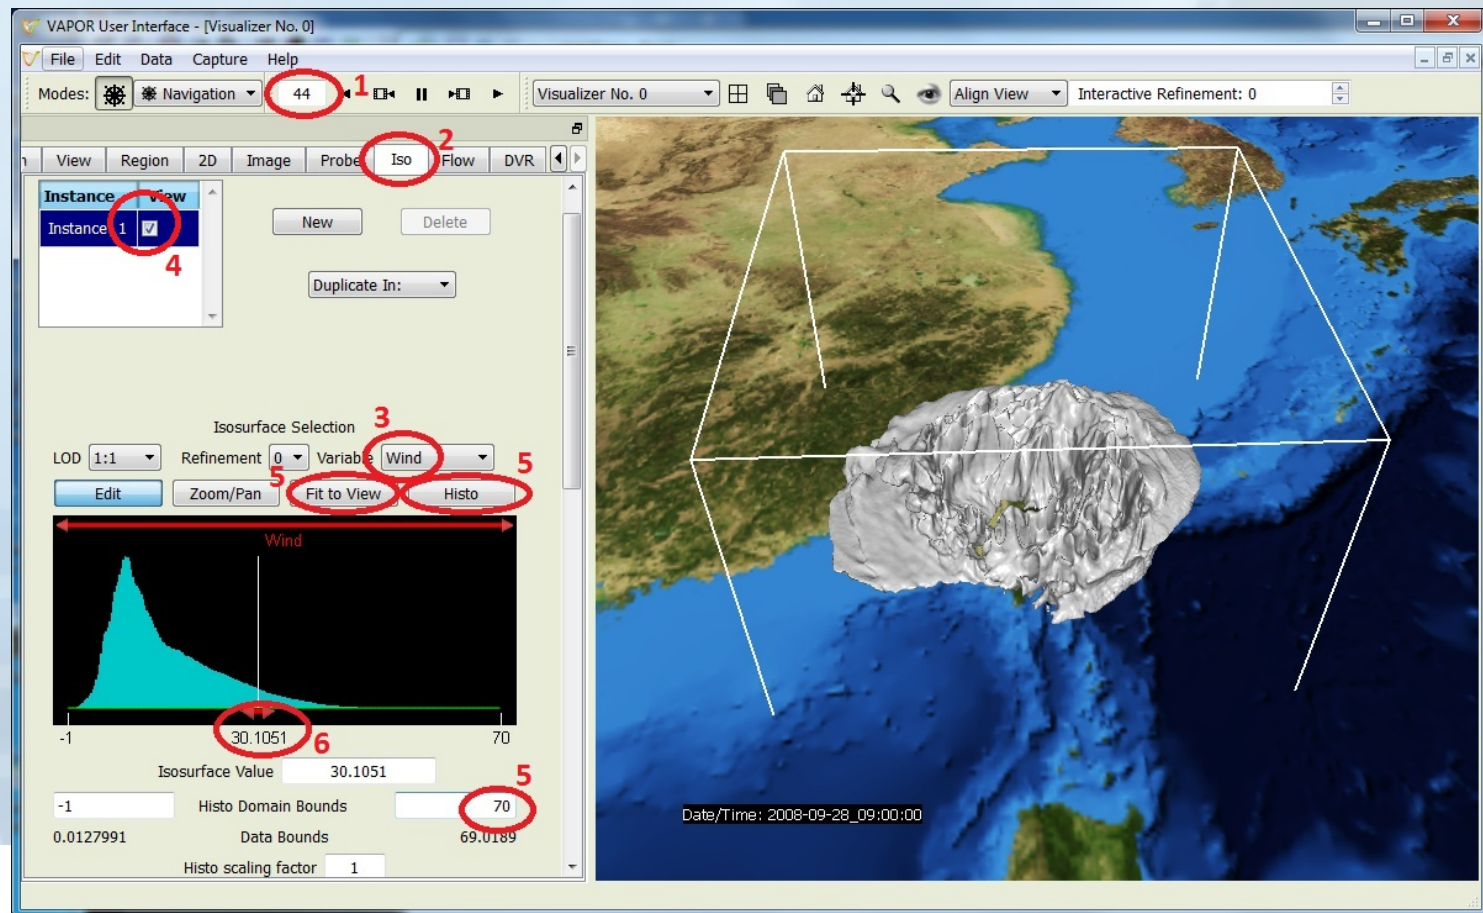 VAPOR User Interface - [Visualizer No. 0]
File Edit Data Capture Help
Modes: Navigation 44 1 Visualizer No. 0 Align View Interactive Refinement: 0
2
View Region 2D Image Probe Iso Flow DVR
Instance View
Instance 1
4
New Delete
Duplicate In:
3
Isosurface Selection
LOD 1:1 Refinement 0 Variable Wind
5 5
Edit Zoom/Pan Fit to View Histo
Wind
-1 30.1051 70
6
Isosurface Value 30.1051
5
-1 Histo Domain Bounds 70
0.0127991 Data Bounds 69.0189
Histo scaling factor 1
Date/Time: 2008-09-28_09:00:00